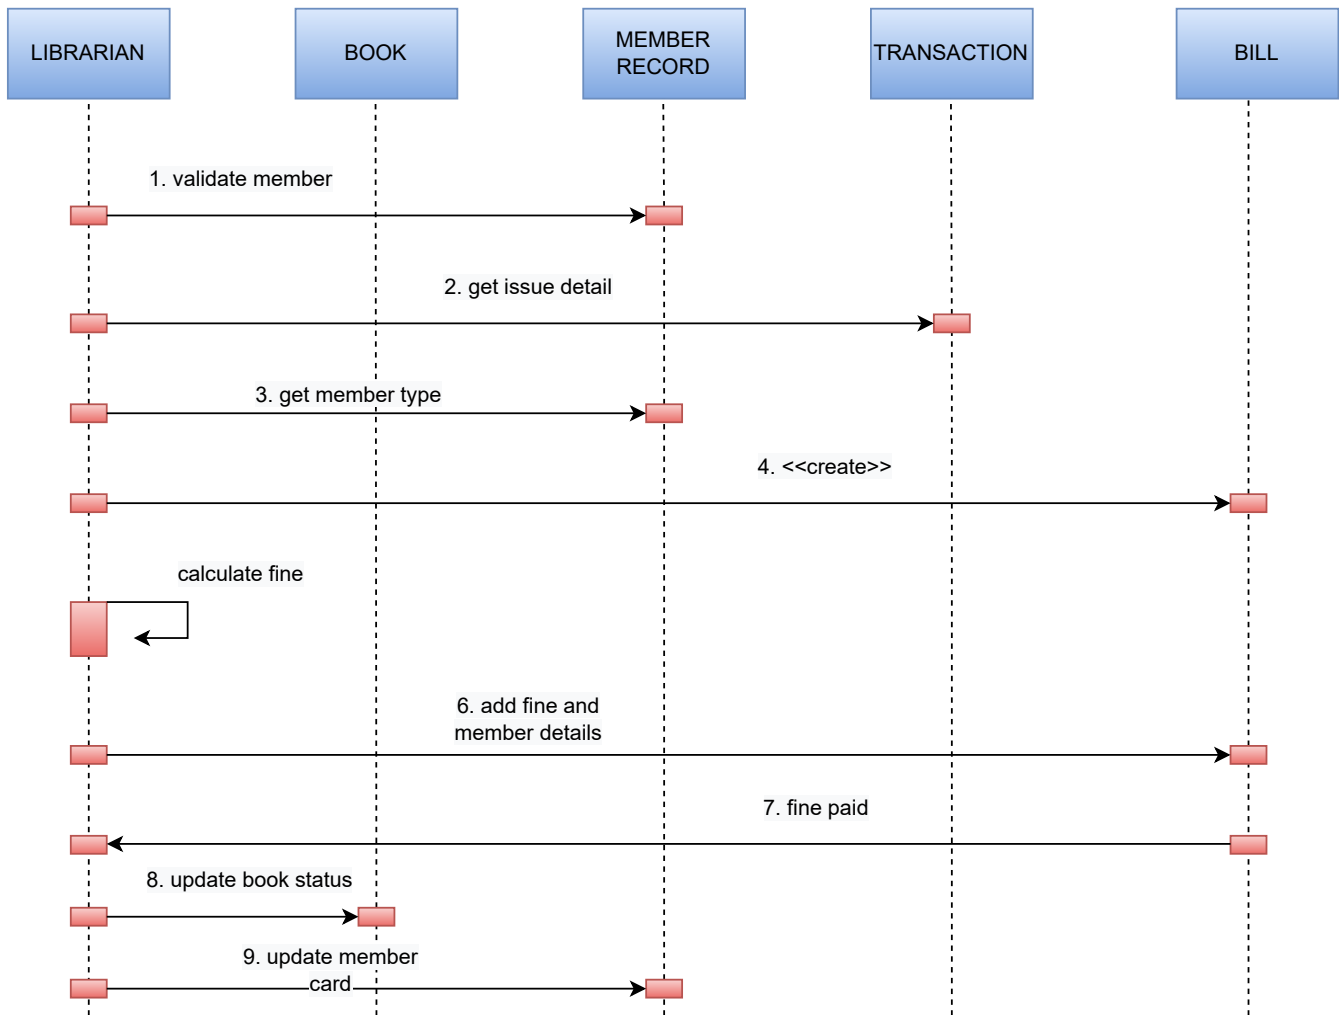 LIBRARIAN
BOOK
MEMBER
RECORD
TRANSACTION
BILL
1. validate member
2. get issue detail
3. get member type
4. <<create>>
calculate fine
6. add fine and
member details
7. fine paid
8. update book status
9. update member
card